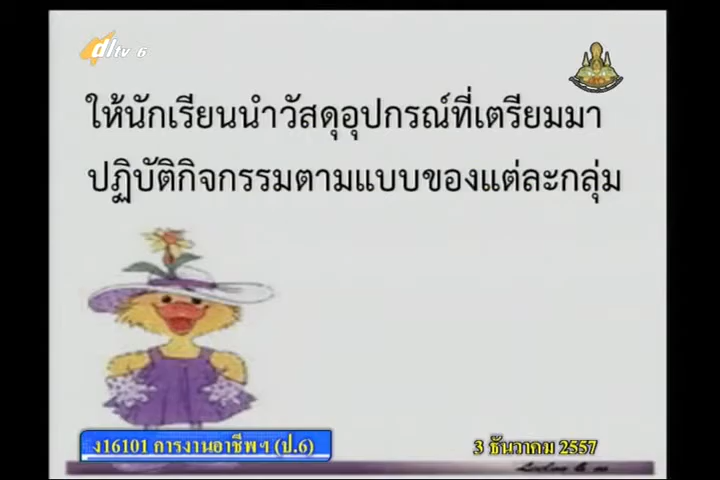 dltv-6
ให้นักเรียนนำวัสดุอุปกรณ์ที่เตรียมมา
ปฏิบัติกิจกรรมตามแบบของแต่ละกลุ่ม
ง16101 การงานอาชีพฯ (ป.6)
3 ธันวาคม 2557